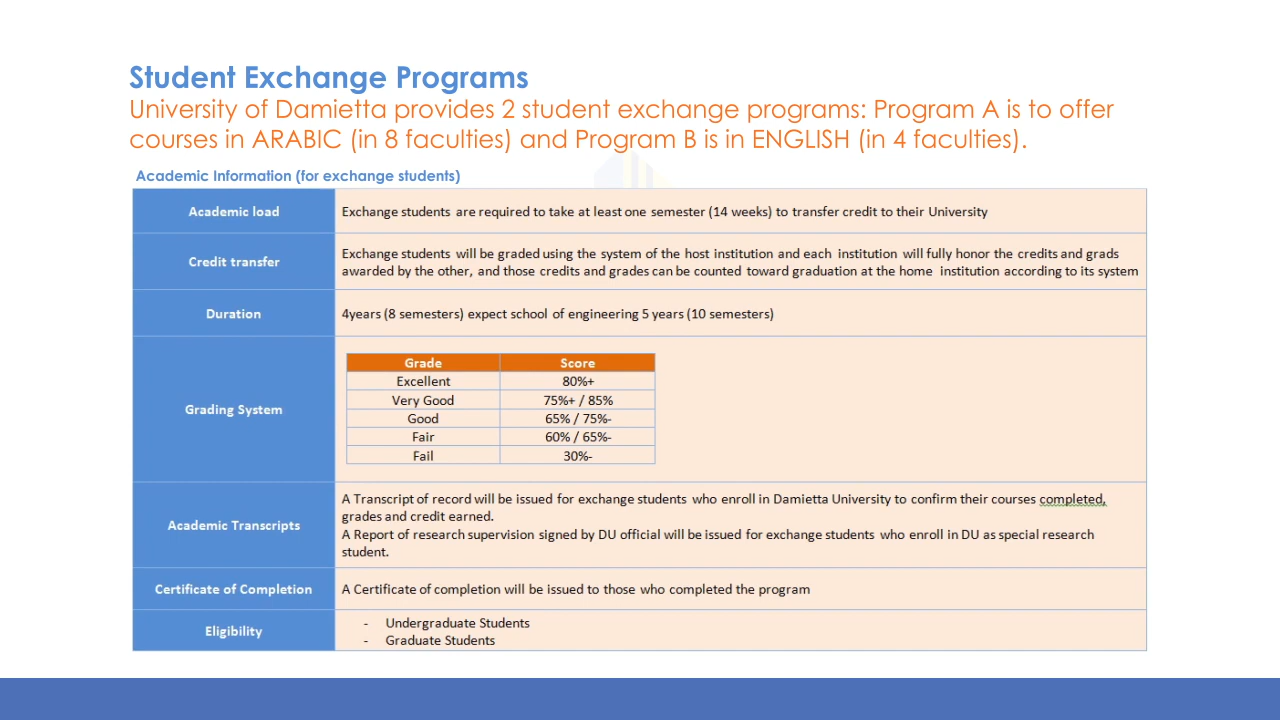 Student Exchange Programs
University of Damietta provides 2 student exchange programs: Program A is to offer
courses in ARABIC (in 8 faculties) and Program B is in ENGLISH (in 4 faculties).
Academic Information (for exchange students)
Academic load
Exchange students are required to take at least one semester (14 weeks) to transfer credit to their University
Credit transfer
Exchange students will be graded using the system of the host institution and each institution will fully honor the credits and grads
awarded by the other, and those credits and grades can be counted toward graduation at the home institution according to its system
Duration
4years (8 semesters) expect school of engineering 5 years (10 semesters)
Grading System
Grade Score
Excellent 80%+
Very Good 75%+ / 85%
Good 65% / 75%-
Fair 60% / 65%-
Fail 30%-
Academic Transcripts
A Transcript of record will be issued for exchange students who enroll in Damietta University to confirm their courses completed,
grades and credit earned.
A Report of research supervision signed by DU official will be issued for exchange students who enroll in DU as special research
student.
Certificate of Completion
A Certificate of completion will be issued to those who completed the program
Eligibility
- Undergraduate Students
- Graduate Students